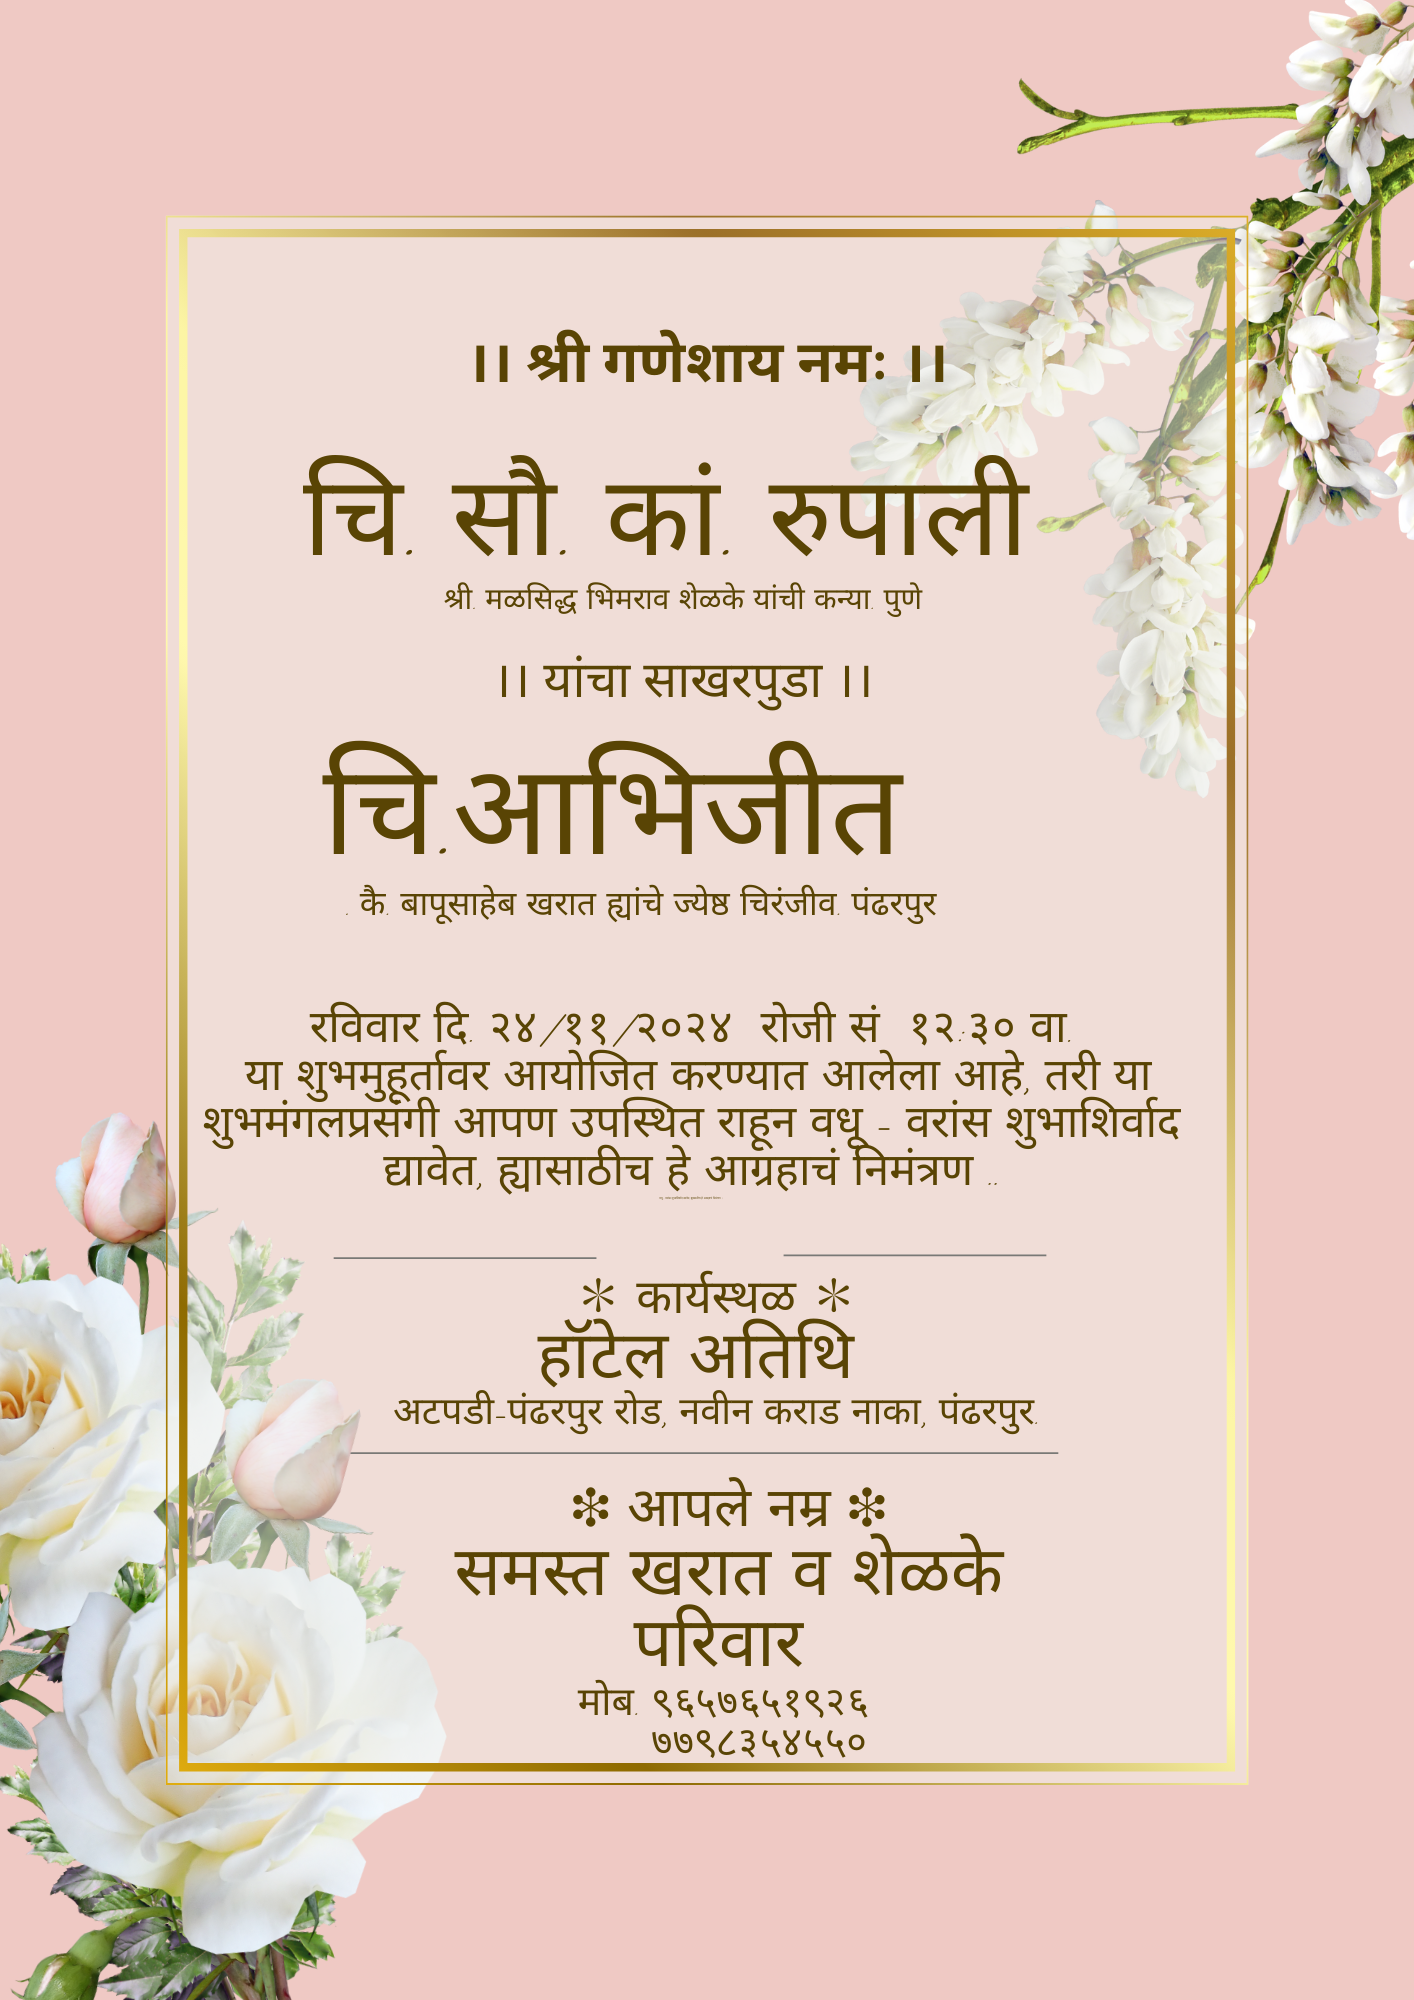 ।। श्री गणेशाय नमः ।।
चि. सौ. कां. रुपाली
श्री. मळसिद्ध भिमराव शेळके यांची कन्या. पुणे
।। यांचा साखरपुडा ।।
चि.आभिजीत
. कै. बापूसाहेब खरात ह्यांचे ज्येष्ठ चिरंजीव. पंढरपुर
रविवार दि. २४/११/२०२४ रोजी सं १२:३० वा.
या शुभमुहूर्तावर आयोजित करण्यात आलेला आहे, तरी या
शुभमंगलप्रसंगी आपण उपस्थित राहून वधू - वरांस शुभाशिर्वाद
द्यावेत, ह्यासाठीच हे आग्रहाचं निमंत्रण ..
✻ कार्यस्थळ ✻
हॉटेल अतिथि
अटपडी-पंढरपुर रोड, नवीन कराड नाका, पंढरपुर.
❇ आपले नम्र ❇
समस्त खरात व शेळके
परिवार
मोब. ९६५७६५१९२६
७७९८३५४५५०